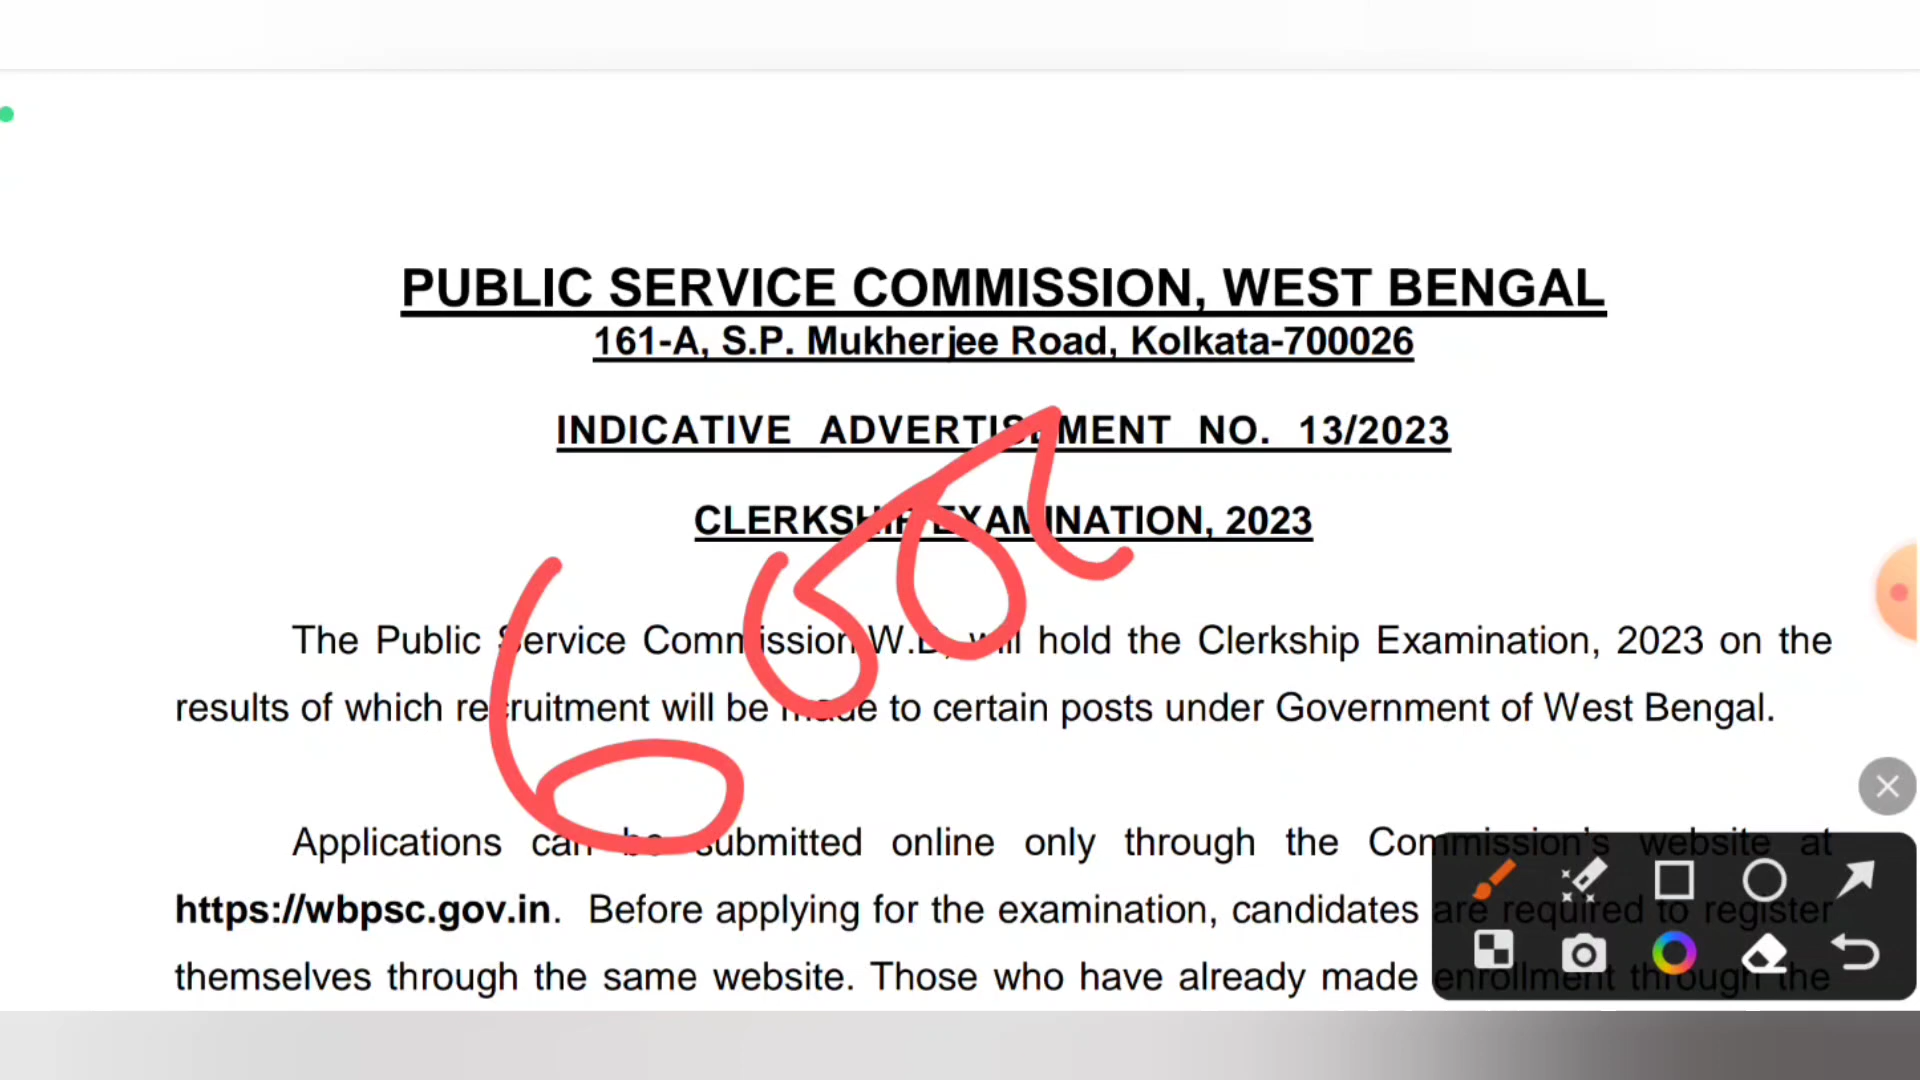 PUBLIC SERVICE COMMISSION, WEST BENGAL
161-A, S.P. Mukherjee Road, Kolkata-700026
INDICATIVE ADVERTISEMENT NO. 13/2023
CLERKSHIP EXAMINATION, 2023
The Public Service Commission W.B, will hold the Clerkship Examination, 2023 on the
results of which recruitment will be made to certain posts under Government of West Bengal.
Applications can be submitted online only through the Commission's website at
https://wbpsc.gov.in. Before applying for the examination, candidates are required to register
themselves through the same website. Those who have already made enrollment through the